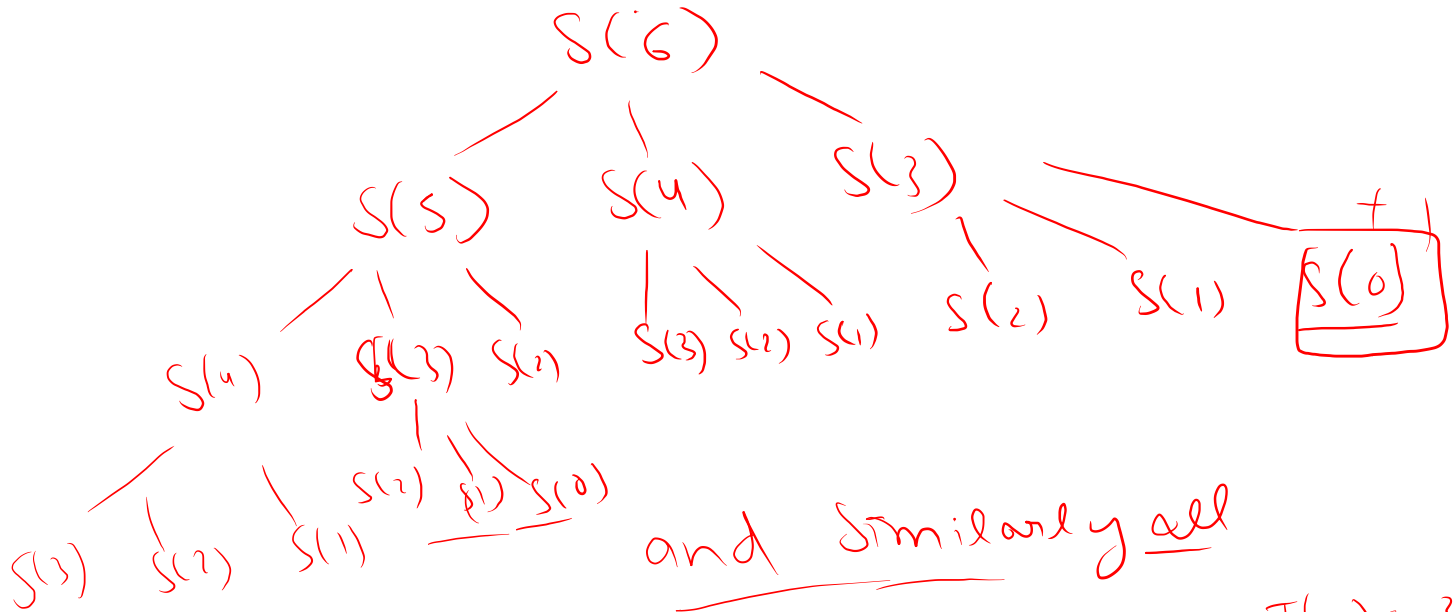 S(6)
S(5) S(4) S(3)
+1
S(0)
S(4) S(3) S(2) S(3) S(2) S(1) S(2) S(1)
S(2) S(1) S(0)
S(3) S(2) S(1)
and Similarly all